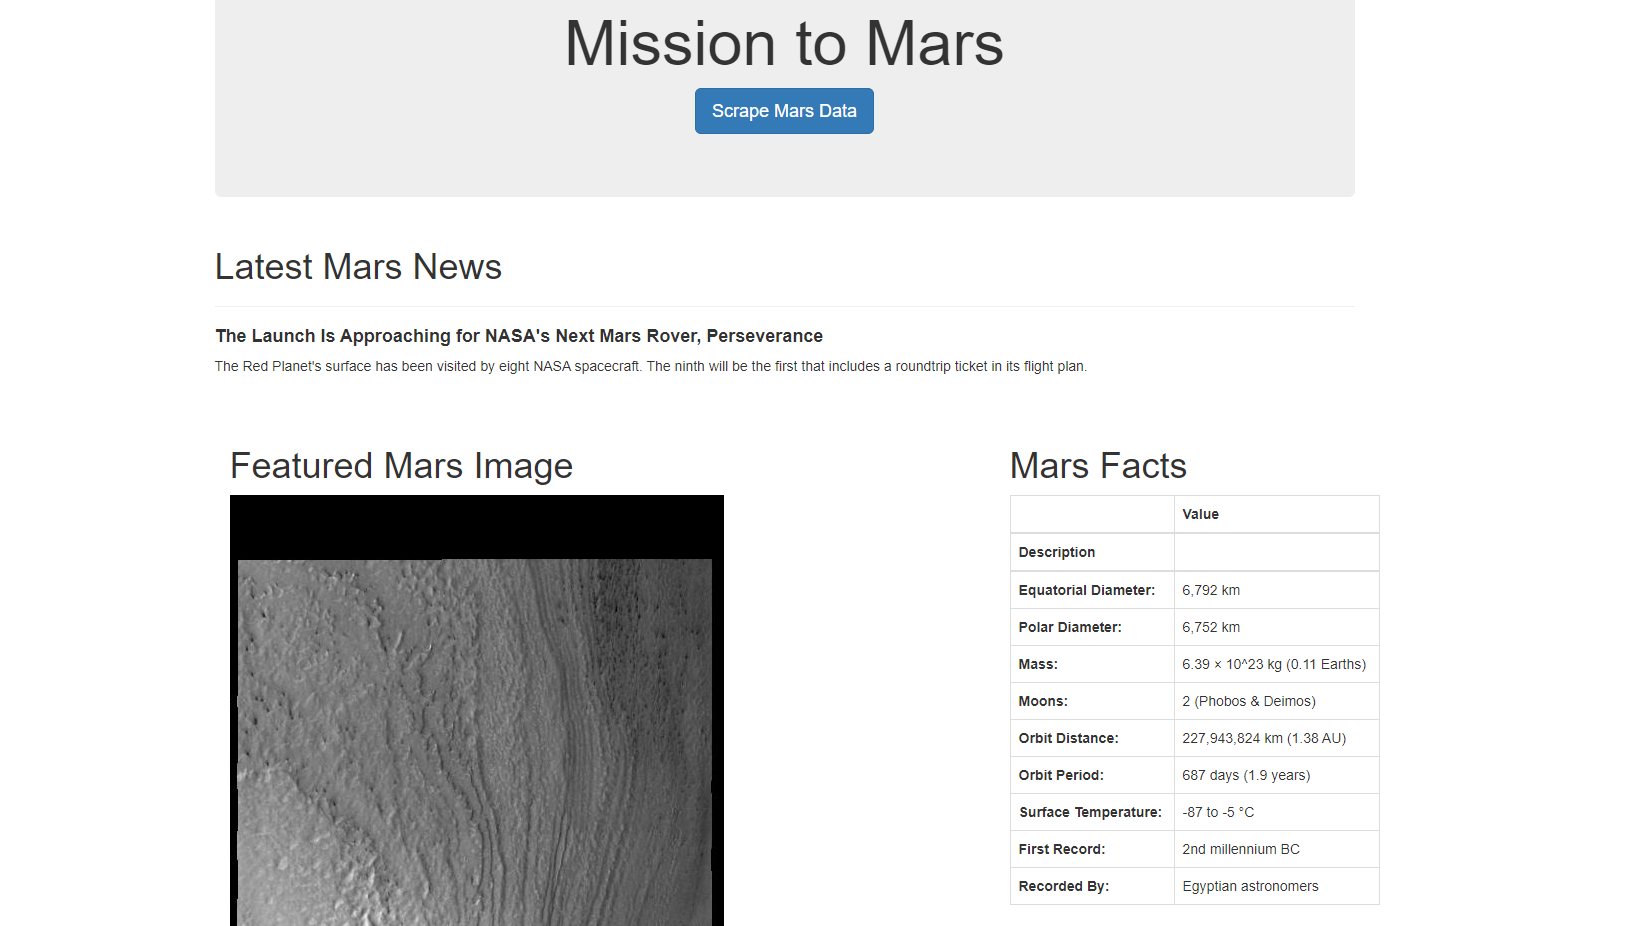 Mission to Mars
Scrape Mars Data
Latest Mars News
The Launch Is Approaching for NASA's Next Mars Rover, Perseverance
The Red Planet's surface has been visited by eight NASA spacecraft. The ninth will be the first that includes a roundtrip ticket in its flight plan.
Featured Mars Image
Mars Facts
Value
Description
Equatorial Diameter: 6,792 km
Polar Diameter: 6,752 km
Mass: 6.39 × 10^23 kg (0.11 Earths)
Moons: 2 (Phobos & Deimos)
Orbit Distance: 227,943,824 km (1.38 AU)
Orbit Period: 687 days (1.9 years)
Surface Temperature: -87 to -5 °C
First Record: 2nd millennium BC
Recorded By: Egyptian astronomers